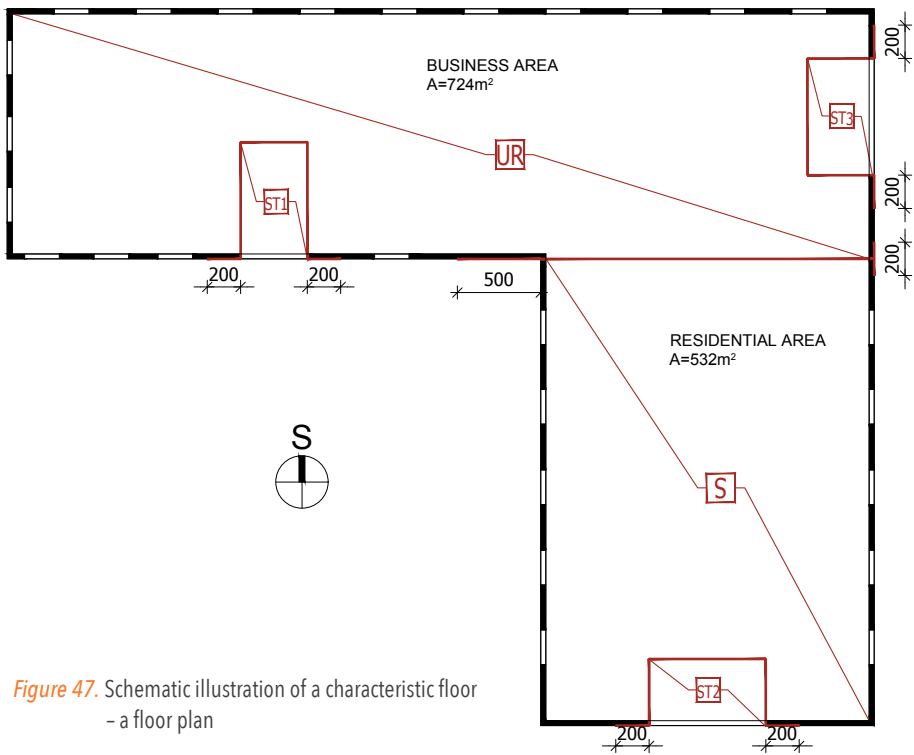 BUSINESS AREA
A=724m²
200
ST3
UR
ST1
200
200
200
200
500
200
RESIDENTIAL AREA
A=532m²
S
S
ST2
Figure 47. Schematic illustration of a characteristic floor
– a floor plan
200
200